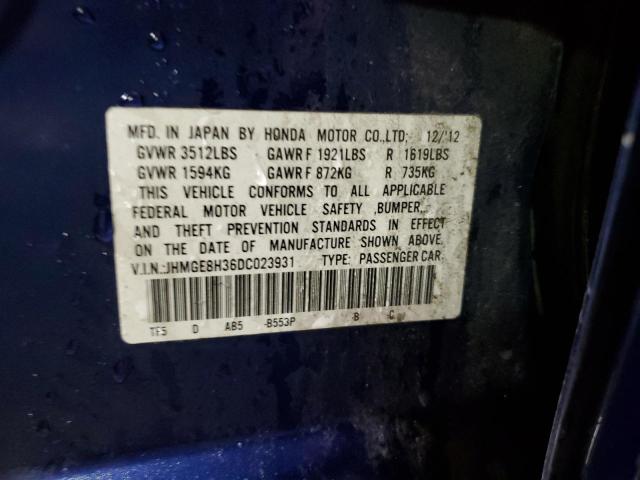 MFD. IN JAPAN BY HONDA MOTOR CO.,LTD; 12/'12
GVWR 3512LBS GAWR F 1921LBS R 1619LBS
GVWR 1594KG GAWR F 872KG R 735KG
THIS VEHICLE CONFORMS TO ALL APPLICABLE
FEDERAL MOTOR VEHICLE SAFETY ,BUMPER,
AND THEFT PREVENTION STANDARDS IN EFFECT
ON THE DATE OF MANUFACTURE SHOWN ABOVE.
V.I.N.:JHMGE8H36DC023931 TYPE: PASSENGER CAR
TF5 D AB5 -B553P B C